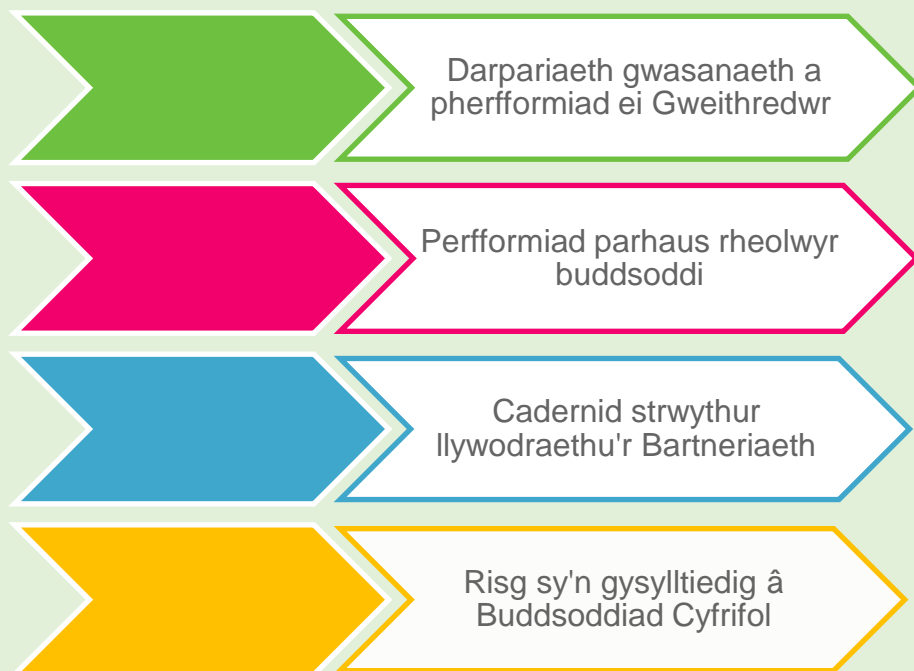 Darpariaeth gwasanaeth a
pherfformiad ei Gweithredwr
Perfformiad parhaus rheolwyr
buddsoddi
Cadernid strwythur
llywodraethu'r Bartneriaeth
Risg sy'n gysylltiedig â
Buddsoddiad Cyfrifol